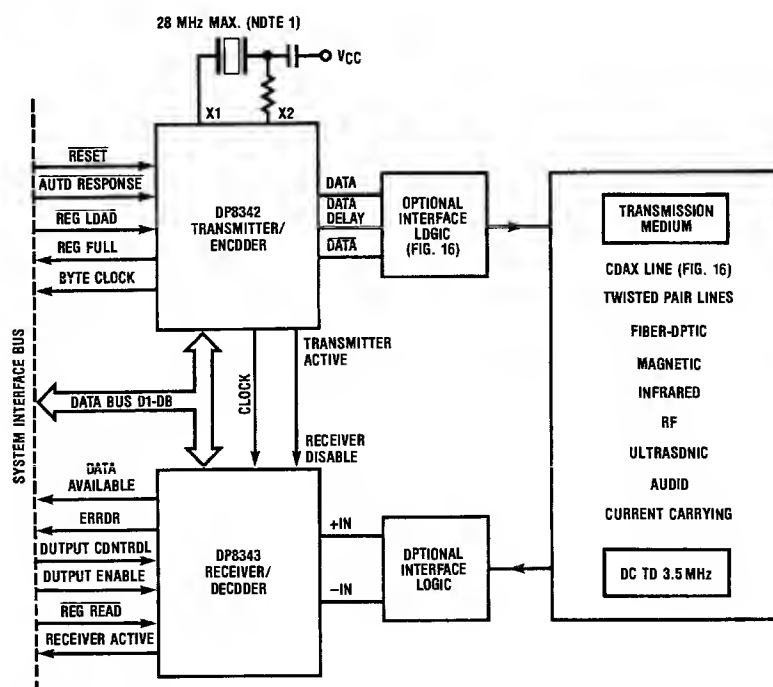 28 MHz MAX. (NDTE 1)
VCC
X1
X2
RESET
AUTD RESPONSE
REG LDAD
REG FULL
BYTE CLOCK
DP8342
TRANSMITTER/
ENCDDER
DATA
DATA
DELAY
DATA
OPTIONAL
INTERFACE
LOGIC
(FIG. 16)
TRANSMISSION
MEDIUM
CDAX LINE (FIG. 16)
TWISTED PAIR LINES
FIBER-DPTIC
MAGNETIC
INFRARED
RF
ULTRASDNIC
AUDID
CURRENT CARRYING
DC TD 3.5 MHz
SYSTEM INTERFACE BUS
DATA BUS D1-DB
CLOCK
TRANSMITTER
ACTIVE
RECEIVER
DISABLE
DATA
AVAILABLE
ERRDR
DUTPUT CDNTRDL
DUTPUT ENABLE
REG READ
RECEIVER ACTIVE
DP8343
RECEIVER/
DECDDER
+IN
−IN
DPTIONAL
INTERFACE
LOGIC